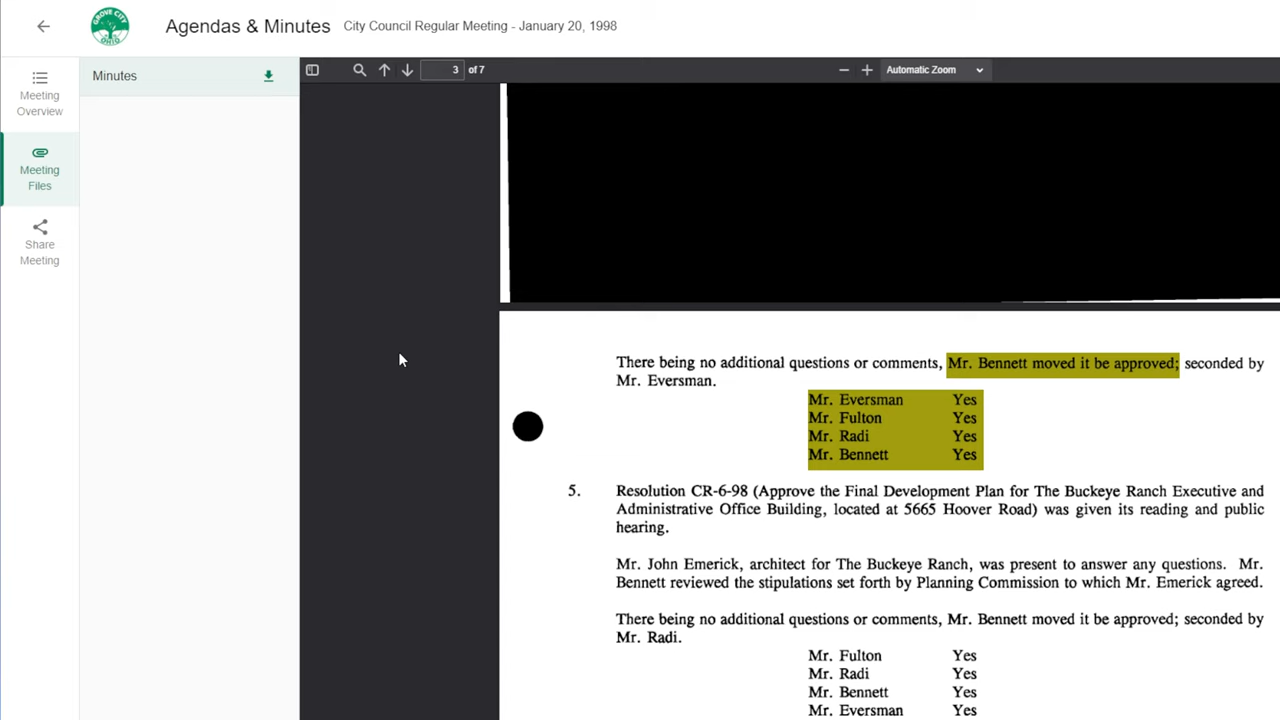 GROVE CITY
OHIO
Agendas & Minutes
City Council Regular Meeting - January 20, 1998
Meeting
Overview
Meeting
Files
Share
Meeting
Minutes
3 of 7
Automatic Zoom
There being no additional questions or comments, Mr. Bennett moved it be approved; seconded by
Mr. Eversman.
Mr. Eversman Yes
Mr. Fulton Yes
Mr. Radi Yes
Mr. Bennett Yes
5. Resolution CR-6-98 (Approve the Final Development Plan for The Buckeye Ranch Executive and
Administrative Office Building, located at 5665 Hoover Road) was given its reading and public
hearing.
Mr. John Emerick, architect for The Buckeye Ranch, was present to answer any questions. Mr.
Bennett reviewed the stipulations set forth by Planning Commission to which Mr. Emerick agreed.
There being no additional questions or comments, Mr. Bennett moved it be approved; seconded by
Mr. Radi.
Mr. Fulton Yes
Mr. Radi Yes
Mr. Bennett Yes
Mr. Eversman Yes